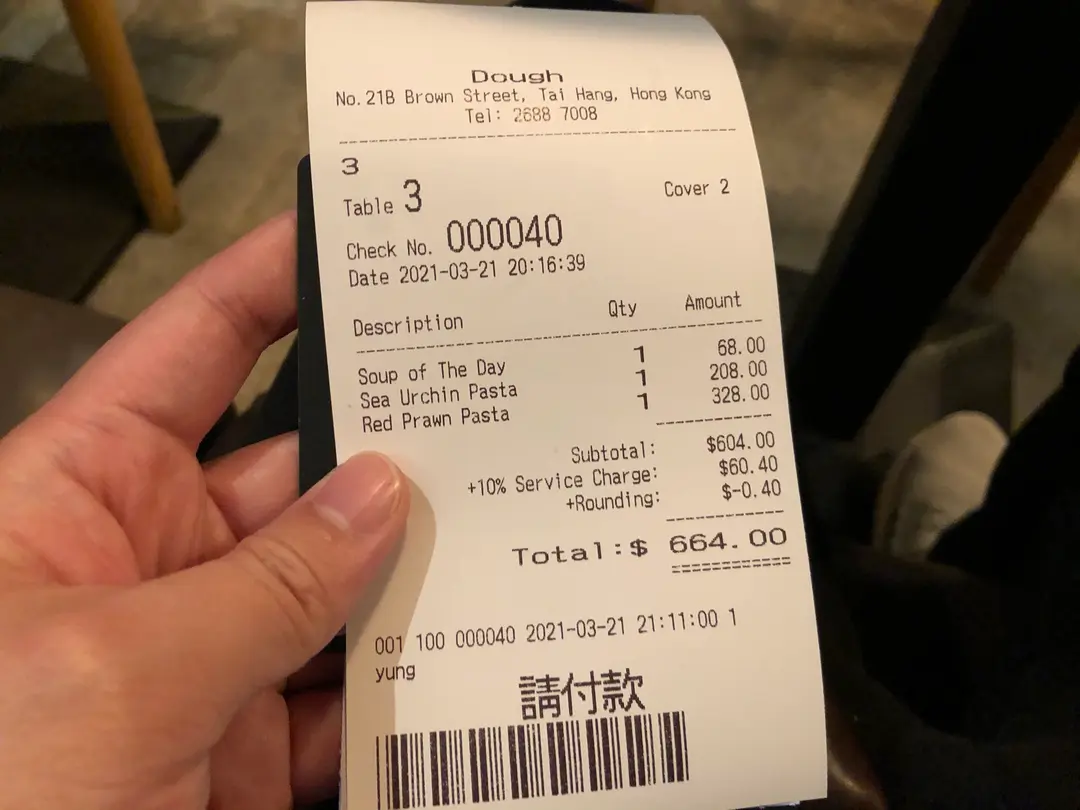 Dough
No.21B Brown Street, Tai Hang, Hong Kong
Tel: 2688 7008
3
Table 3 Cover 2
Check No. 000040
Date 2021-03-21 20:16:39
Description Qty Amount
Soup of The Day 1 68.00
Sea Urchin Pasta 1 208.00
Red Prawn Pasta 1 328.00
Subtotal: $604.00
+10% Service Charge: $60.40
+Rounding: $-0.40
Total:$ 664.00
001 100 000040 2021-03-21 21:11:00 1
yung
請付款